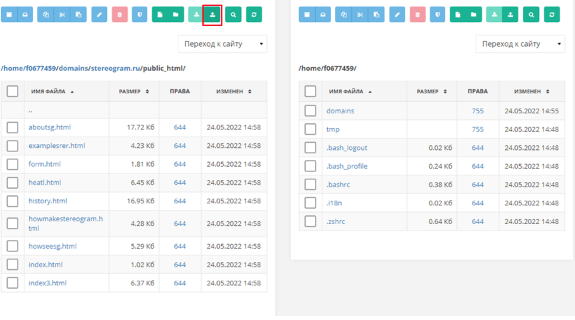 Переход к сайту
/home/f0677459/domains/stereogram.ru/public_html/
ИМЯ ФАЙЛА РАЗМЕР ПРАВА ИЗМЕНЕН
..
aboutsg.html 17.72 Кб 644 24.05.2022 14:58
examplesrer.html 4.23 Кб 644 24.05.2022 14:58
form.html 1.81 Кб 644 24.05.2022 14:58
heatl.html 6.45 Кб 644 24.05.2022 14:58
history.html 16.95 Кб 644 24.05.2022 14:58
howmakestereogram.h
tml 4.28 Кб 644 24.05.2022 14:58
howseesg.html 5.29 Кб 644 24.05.2022 14:58
index.html 1.02 Кб 644 24.05.2022 14:58
index3.html 6.37 Кб 644 24.05.2022 14:58
Переход к сайту
/home/f0677459/
ИМЯ ФАЙЛА РАЗМЕР ПРАВА ИЗМЕНЕН
domains 755 24.05.2022 14:55
tmp 755 24.05.2022 14:48
.bash_logout 0.02 Кб 644 24.05.2022 14:48
.bash_profile 0.24 Кб 644 24.05.2022 14:48
.bashrc 0.38 Кб 644 24.05.2022 14:48
.i18n 0.02 Кб 644 24.05.2022 14:48
.zshrc 0.64 Кб 644 24.05.2022 14:48